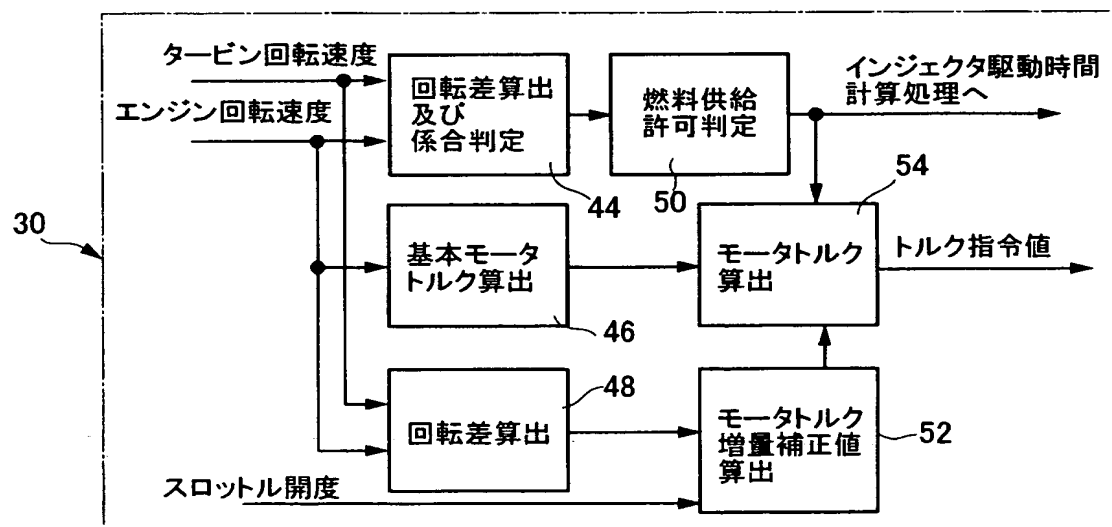 タービン回転速度
エンジン回転速度
回転差算出
及び
係合判定
44
燃料供給
許可判定
50
インジェクタ駆動時間
計算処理へ
30
基本モータ
トルク算出
46
モータトルク
算出
54
トルク指令値
回転差算出
48
モータトルク
増量補正値
算出
52
スロットル開度